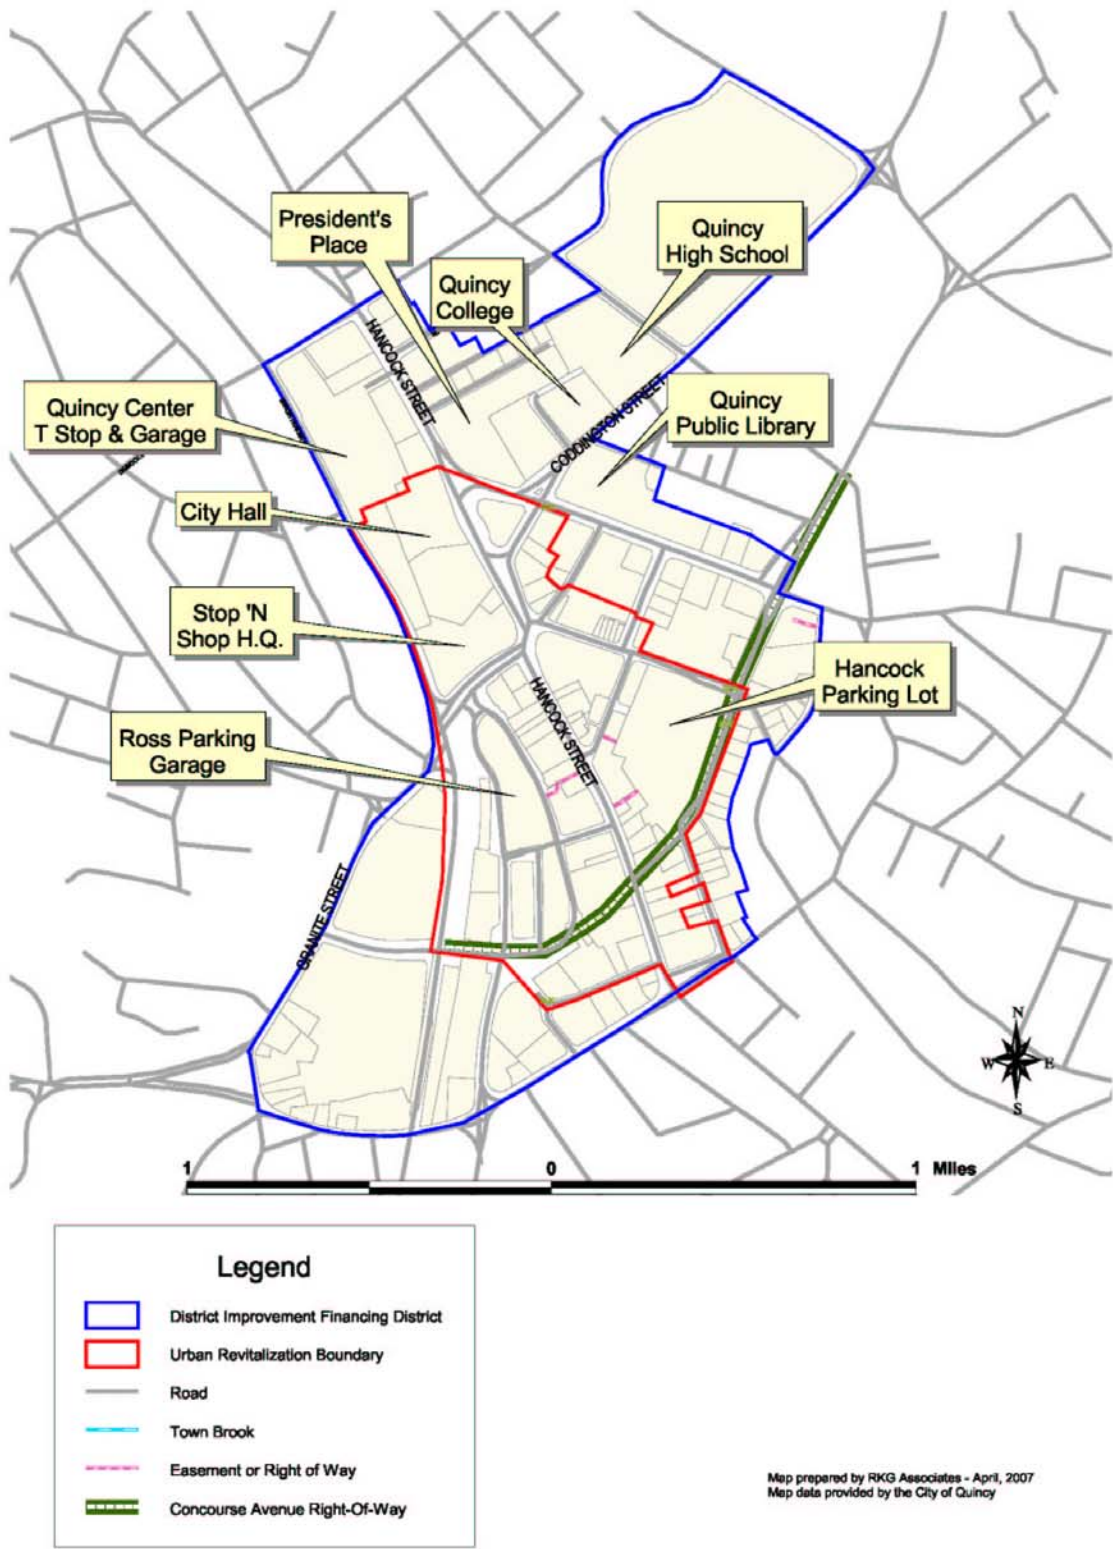 President's
Place
Quincy
High School
Quincy
College
HANCOCK STREET
Quincy Center
T Stop & Garage
Quincy
Public Library
CODDINGTON STREET
City Hall
Stop 'N
Shop H.Q.
Hancock
Parking Lot
HANCOCK STREET
Ross Parking
Garage
GRANITE STREET
N
W E
S
1 0 1 Miles
Legend
District Improvement Financing District
Urban Revitalization Boundary
Road
Town Brook
Easement or Right of Way
Concourse Avenue Right-Of-Way
Map prepared by RKG Associates - April, 2007
Map data provided by the City of Quincy